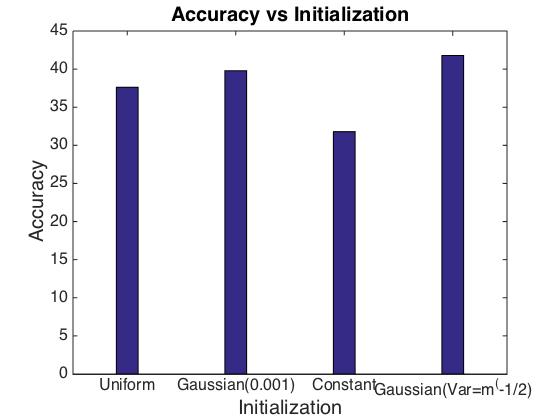 Accuracy vs Initialization
45
40
35
30
25
20
15
10
5
0
Accuracy
Uniform Gaussian(0.001) Constant Gaussian(Var=m(-1/2)
Initialization